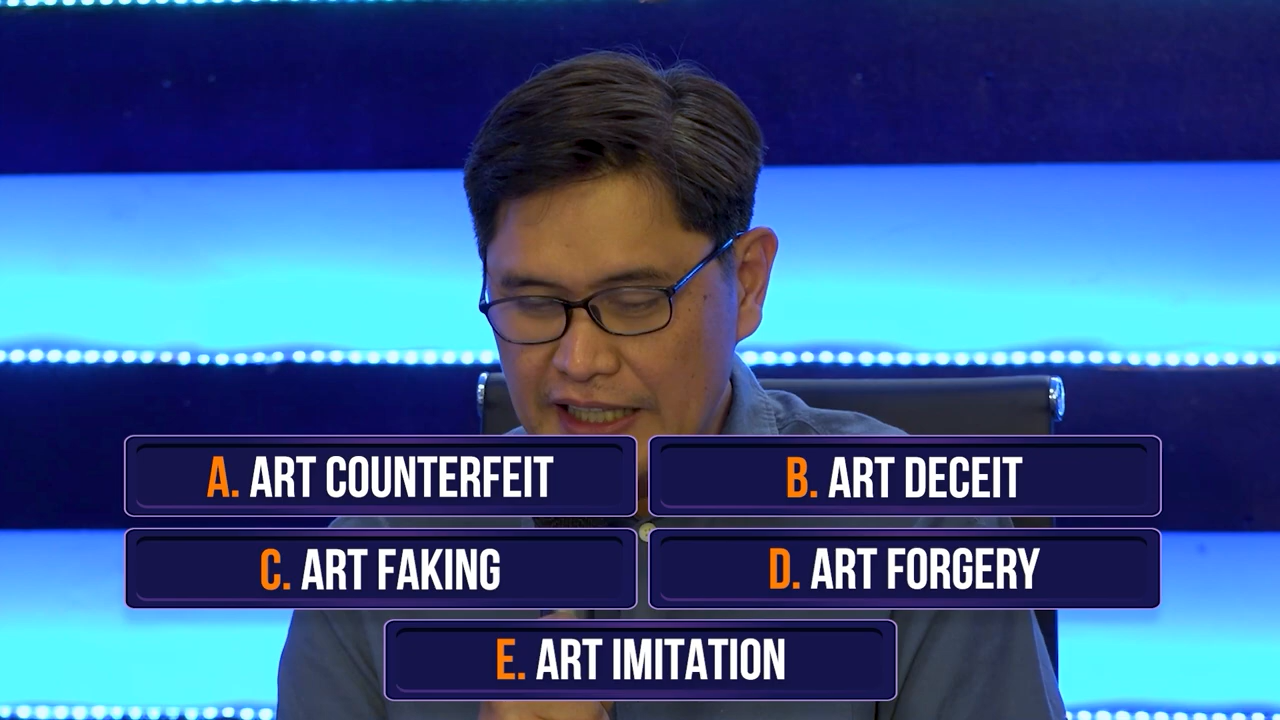 A. ART COUNTERFEIT
B. ART DECEIT
C. ART FAKING
D. ART FORGERY
E. ART IMITATION